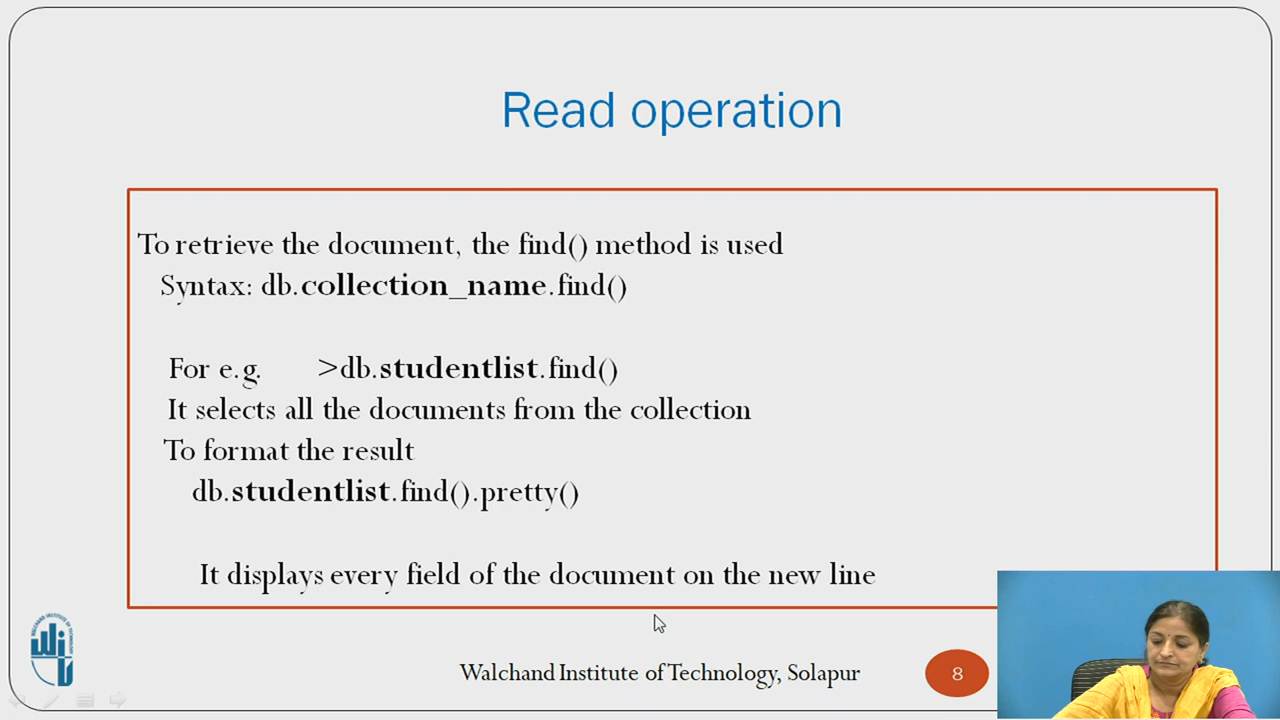 Read operation
To retrieve the document, the find() method is used
Syntax: db.collection_name.find()
For e.g. >db.studentlist.find()
It selects all the documents from the collection
To format the result
db.studentlist.find().pretty()
It displays every field of the document on the new line
Walchand Institute of Technology, Solapur
8